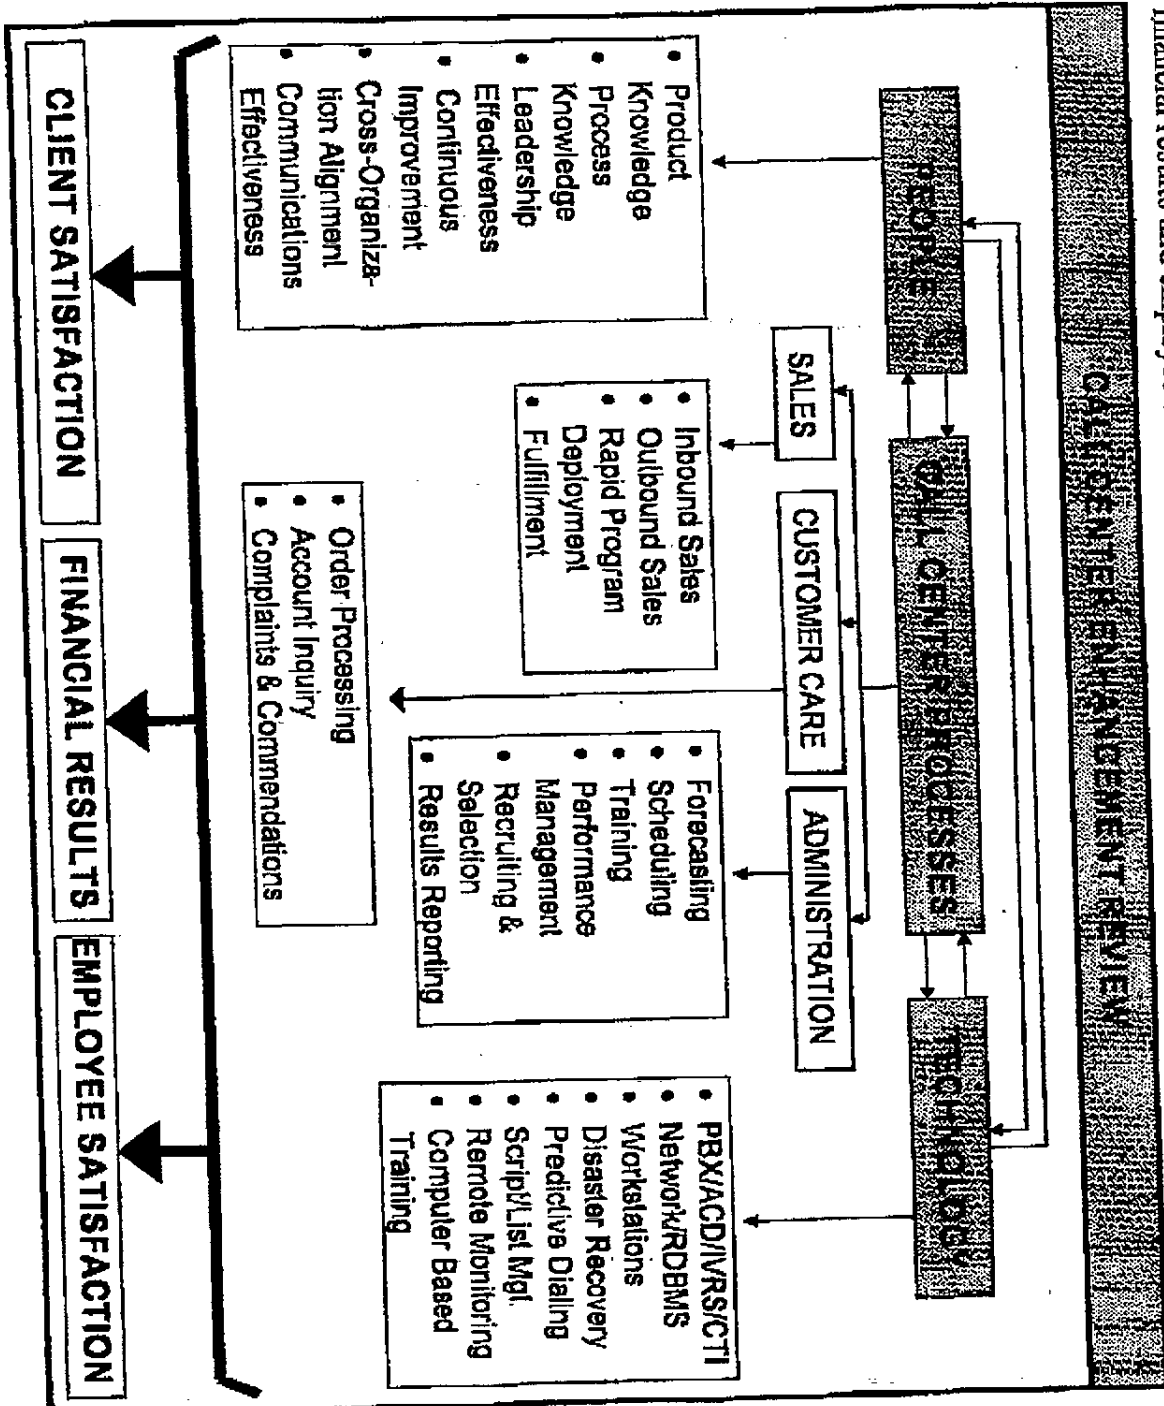 CALL CENTER ENHANCEMENT REVIEW
PEOPLE
CALL CENTER PROCESSES
TECHNOLOGY
SALES
CUSTOMER CARE
ADMINISTRATION
• Product
Knowledge
• Process
Knowledge
• Leadership
Effectiveness
• Continuous
Improvement
• Cross-Organiza-
tion Alignment
• Communications
Effectiveness
• Inbound Sales
• Outbound Sales
• Rapid Program
Deployment
• Fulfillment
• Order Processing
• Account Inquiry
• Complaints & Commendations
• Forecasting
• Scheduling
• Training
• Performance
Management
• Recruiting &
Selection
• Results Reporting
• PBX/ACD/IVRS/CTI
• Network/RDBMS
• Workstations
• Disaster Recovery
• Predictive Dialing
• Script/List Mgt.
• Remote Monitoring
• Computer Based
Training
CLIENT SATISFACTION
FINANCIAL RESULTS
EMPLOYEE SATISFACTION